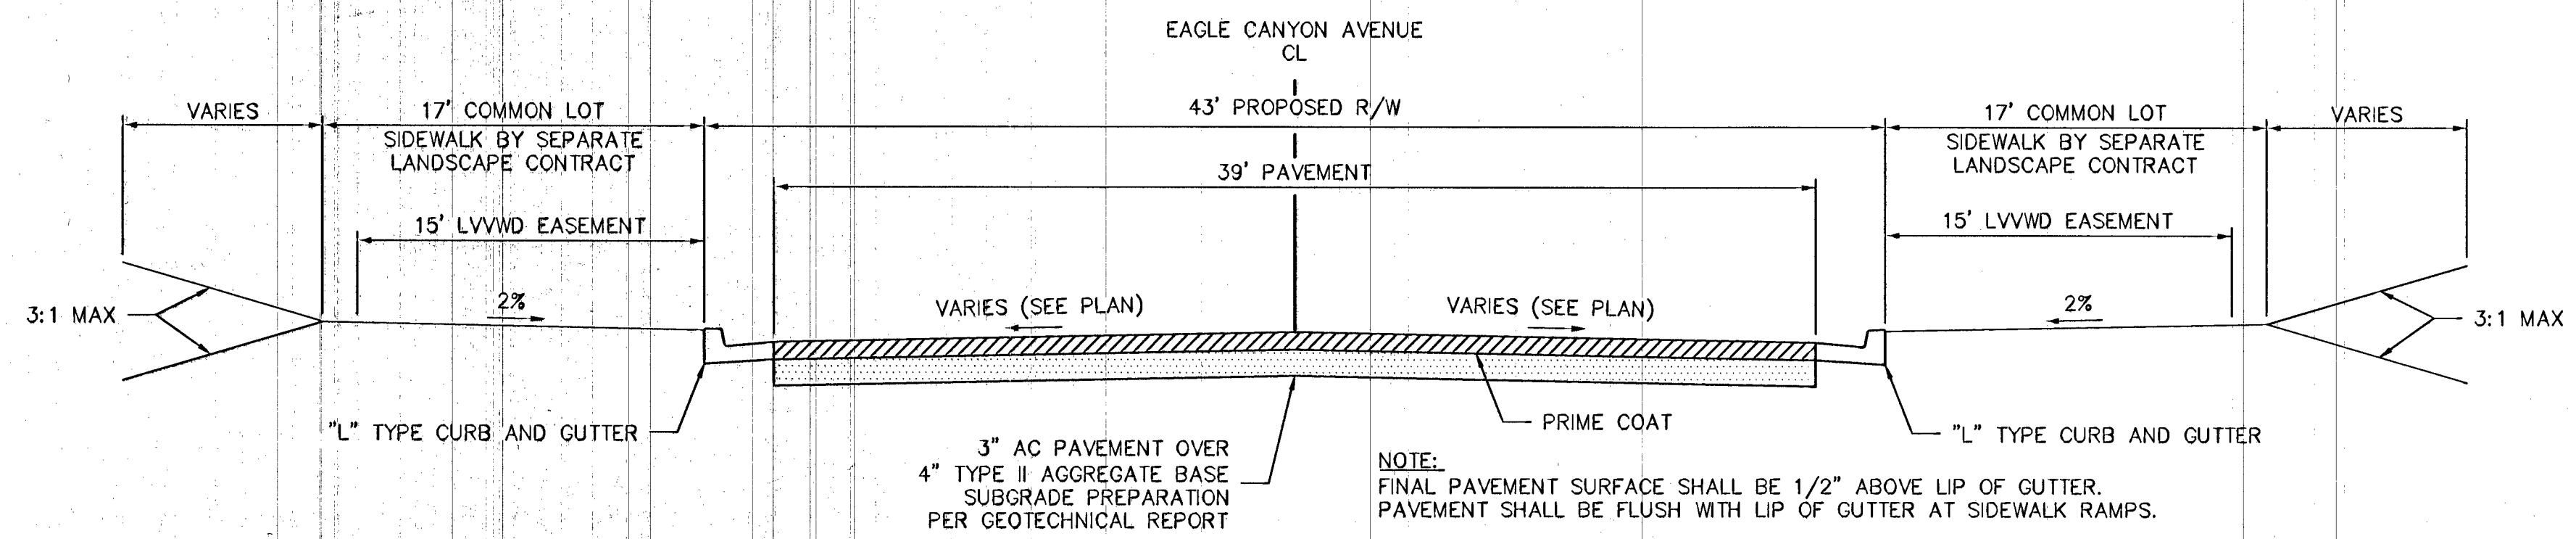 EAGLE CANYON AVENUE
CL
VARIES
17' COMMON LOT
43' PROPOSED R/W
17' COMMON LOT
VARIES
SIDEWALK BY SEPARATE
LANDSCAPE CONTRACT
SIDEWALK BY SEPARATE
LANDSCAPE CONTRACT
39' PAVEMENT
15' LVVWD EASEMENT
15' LVVWD EASEMENT
3:1 MAX
2%
VARIES (SEE PLAN)
VARIES (SEE PLAN)
2%
3:1 MAX
"L" TYPE CURB AND GUTTER
PRIME COAT
"L" TYPE CURB AND GUTTER
3" AC PAVEMENT OVER
4" TYPE II AGGREGATE BASE
SUBGRADE PREPARATION
PER GEOTECHNICAL REPORT
NOTE:
FINAL PAVEMENT SURFACE SHALL BE 1/2" ABOVE LIP OF GUTTER.
PAVEMENT SHALL BE FLUSH WITH LIP OF GUTTER AT SIDEWALK RAMPS.